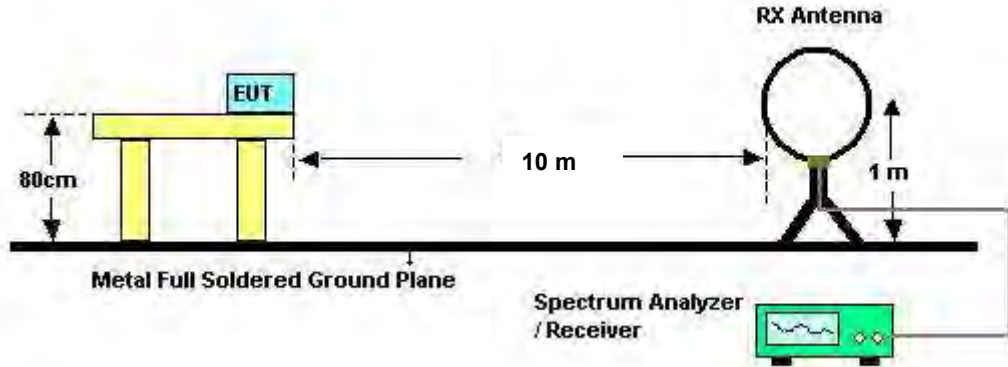 RX Antenna
EUT
80cm
10 m
1 m
Metal Full Soldered Ground Plane
Spectrum Analyzer
/ Receiver